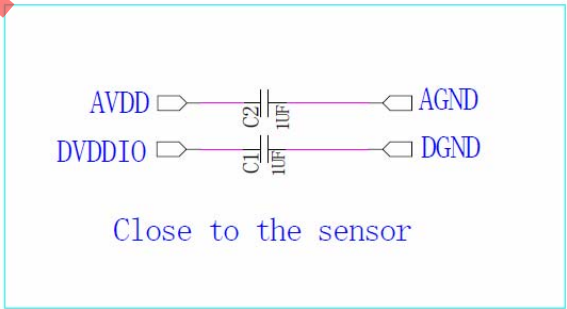 AVDD C2 1UF AGND
DVDDIO C1 1UF DGND
Close to the sensor